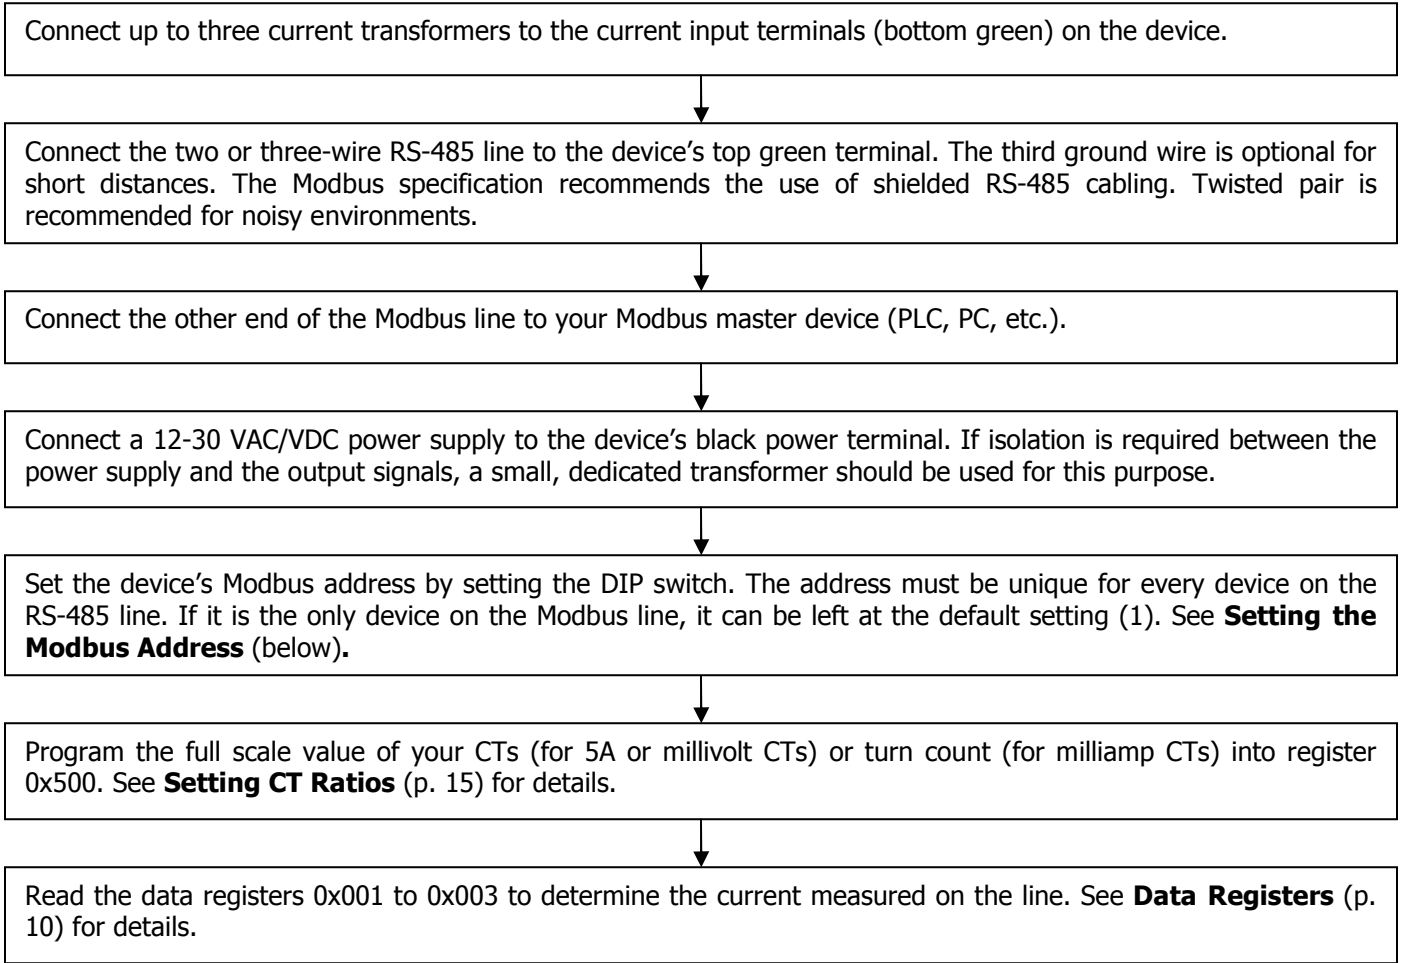 Connect up to three current transformers to the current input terminals (bottom green) on the device.
Connect the two or three-wire RS-485 line to the device's top green terminal. The third ground wire is optional for
short distances. The Modbus specification recommends the use of shielded RS-485 cabling. Twisted pair is
recommended for noisy environments.
Connect the other end of the Modbus line to your Modbus master device (PLC, PC, etc.).
Connect a 12-30 VAC/VDC power supply to the device's black power terminal. If isolation is required between the
power supply and the output signals, a small, dedicated transformer should be used for this purpose.
Set the device's Modbus address by setting the DIP switch. The address must be unique for every device on the
RS-485 line. If it is the only device on the Modbus line, it can be left at the default setting (1). See Setting the
Modbus Address (below).
Program the full scale value of your CTs (for 5A or millivolt CTs) or turn count (for milliamp CTs) into register
0x500. See Setting CT Ratios (p. 15) for details.
Read the data registers 0x001 to 0x003 to determine the current measured on the line. See Data Registers (p.
10) for details.